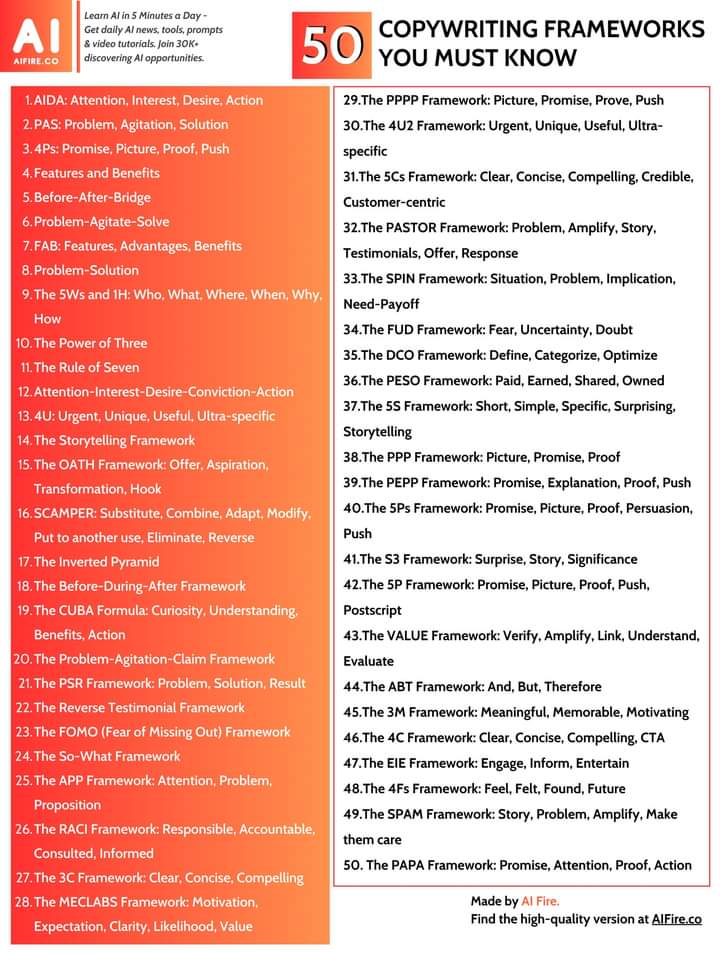 AI
AIFIRE.CO
Learn AI in 5 Minutes a Day -
Get daily AI news, tools, prompts
& video tutorials. Join 30K+
discovering AI opportunities.
50
COPYWRITING FRAMEWORKS
YOU MUST KNOW
1. AIDA: Attention, Interest, Desire, Action
2. PAS: Problem, Agitation, Solution
3. 4Ps: Promise, Picture, Proof, Push
4. Features and Benefits
5. Before-After-Bridge
6. Problem-Agitate-Solve
7. FAB: Features, Advantages, Benefits
8. Problem-Solution
9. The 5Ws and 1H: Who, What, Where, When, Why,
How
10. The Power of Three
11. The Rule of Seven
12. Attention-Interest-Desire-Conviction-Action
13. 4U: Urgent, Unique, Useful, Ultra-specific
14. The Storytelling Framework
15. The OATH Framework: Offer, Aspiration,
Transformation, Hook
16. SCAMPER: Substitute, Combine, Adapt, Modify,
Put to another use, Eliminate, Reverse
17. The Inverted Pyramid
18. The Before-During-After Framework
19. The CUBA Formula: Curiosity, Understanding,
Benefits, Action
20. The Problem-Agitation-Claim Framework
21. The PSR Framework: Problem, Solution, Result
22. The Reverse Testimonial Framework
23. The FOMO (Fear of Missing Out) Framework
24. The So-What Framework
25. The APP Framework: Attention, Problem,
Proposition
26. The RACI Framework: Responsible, Accountable,
Consulted, Informed
27. The 3C Framework: Clear, Concise, Compelling
28. The MECLABS Framework: Motivation,
Expectation, Clarity, Likelihood, Value
29.The PPPP Framework: Picture, Promise, Prove, Push
30.The 4U2 Framework: Urgent, Unique, Useful, Ultra-
specific
31.The 5Cs Framework: Clear, Concise, Compelling, Credible,
Customer-centric
32.The PASTOR Framework: Problem, Amplify, Story,
Testimonials, Offer, Response
33.The SPIN Framework: Situation, Problem, Implication,
Need-Payoff
34.The FUD Framework: Fear, Uncertainty, Doubt
35.The DCO Framework: Define, Categorize, Optimize
36.The PESO Framework: Paid, Earned, Shared, Owned
37.The 5S Framework: Short, Simple, Specific, Surprising,
Storytelling
38.The PPP Framework: Picture, Promise, Proof
39.The PEPP Framework: Promise, Explanation, Proof, Push
40.The 5Ps Framework: Promise, Picture, Proof, Persuasion,
Push
41.The S3 Framework: Surprise, Story, Significance
42.The 5P Framework: Promise, Picture, Proof, Push,
Postscript
43.The VALUE Framework: Verify, Amplify, Link, Understand,
Evaluate
44.The ABT Framework: And, But, Therefore
45.The 3M Framework: Meaningful, Memorable, Motivating
46.The 4C Framework: Clear, Concise, Compelling, CTA
47.The EIE Framework: Engage, Inform, Entertain
48.The 4Fs Framework: Feel, Felt, Found, Future
49.The SPAM Framework: Story, Problem, Amplify, Make
them care
50. The PAPA Framework: Promise, Attention, Proof, Action
Made by AI Fire.
Find the high-quality version at AIFire.co